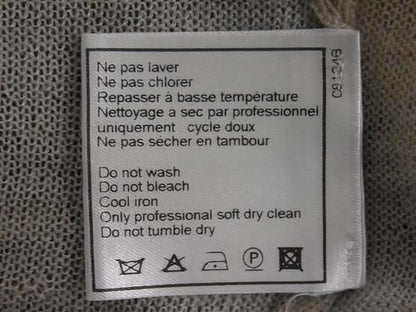 Ne pas laver
Ne pas chlorer
Repasser à basse température
Nettoyage à sec par professionnel
uniquement cycle doux
Ne pas sécher en tambour
Do not wash
Do not bleach
Cool iron
Only professional soft dry clean
Do not tumble dry
P